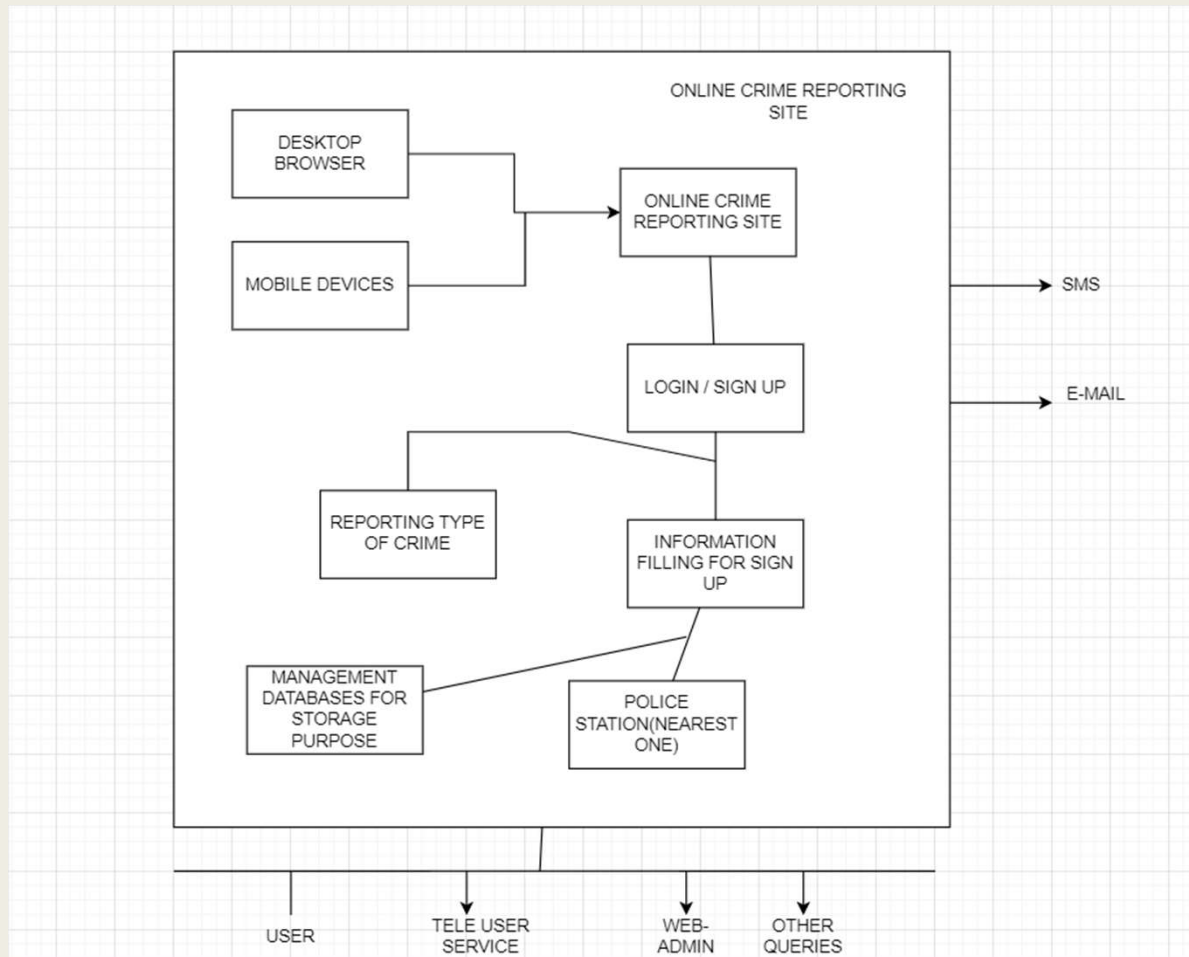 ONLINE CRIME REPORTING
SITE
DESKTOP
BROWSER
ONLINE CRIME
REPORTING SITE
MOBILE DEVICES
SMS
LOGIN / SIGN UP
E-MAIL
REPORTING TYPE
OF CRIME
INFORMATION
FILLING FOR SIGN
UP
MANAGEMENT
DATABASES FOR
STORAGE
PURPOSE
POLICE
STATION(NEAREST
ONE)
USER
TELE USER
SERVICE
WEB-
ADMIN
OTHER
QUERIES